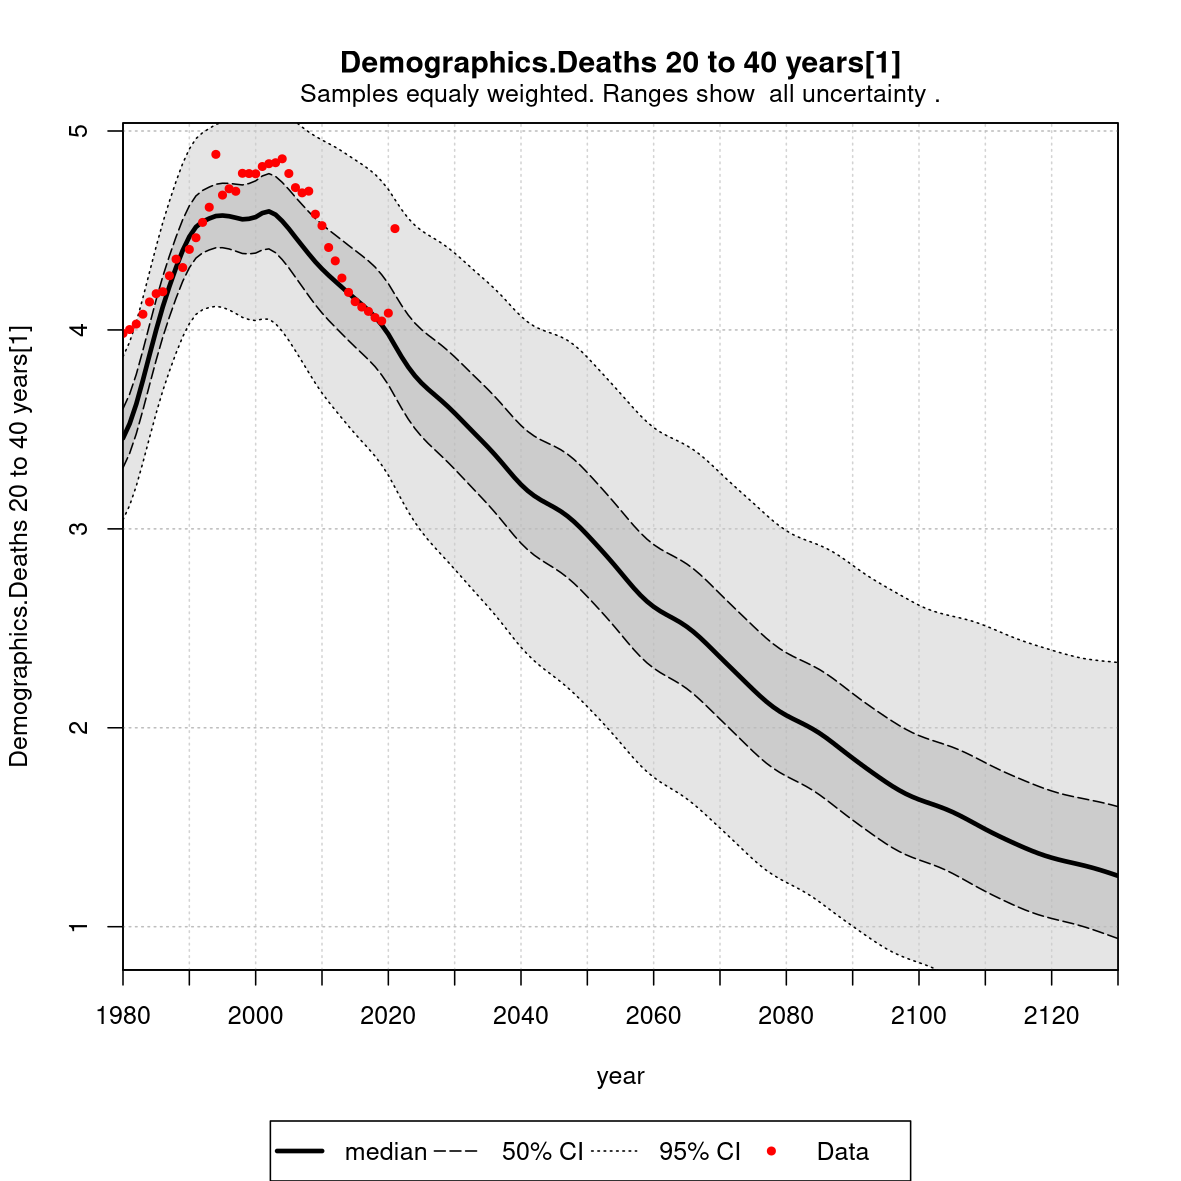 Demographics.Deaths 20 to 40 years[1]
Samples equaly weighted. Ranges show  all uncertainty .
Demographics.Deaths 20 to 40 years[1]
5
4
3
2
1
1980 2000 2020 2040 2060 2080 2100 2120
year
median 50% CI 95% CI Data